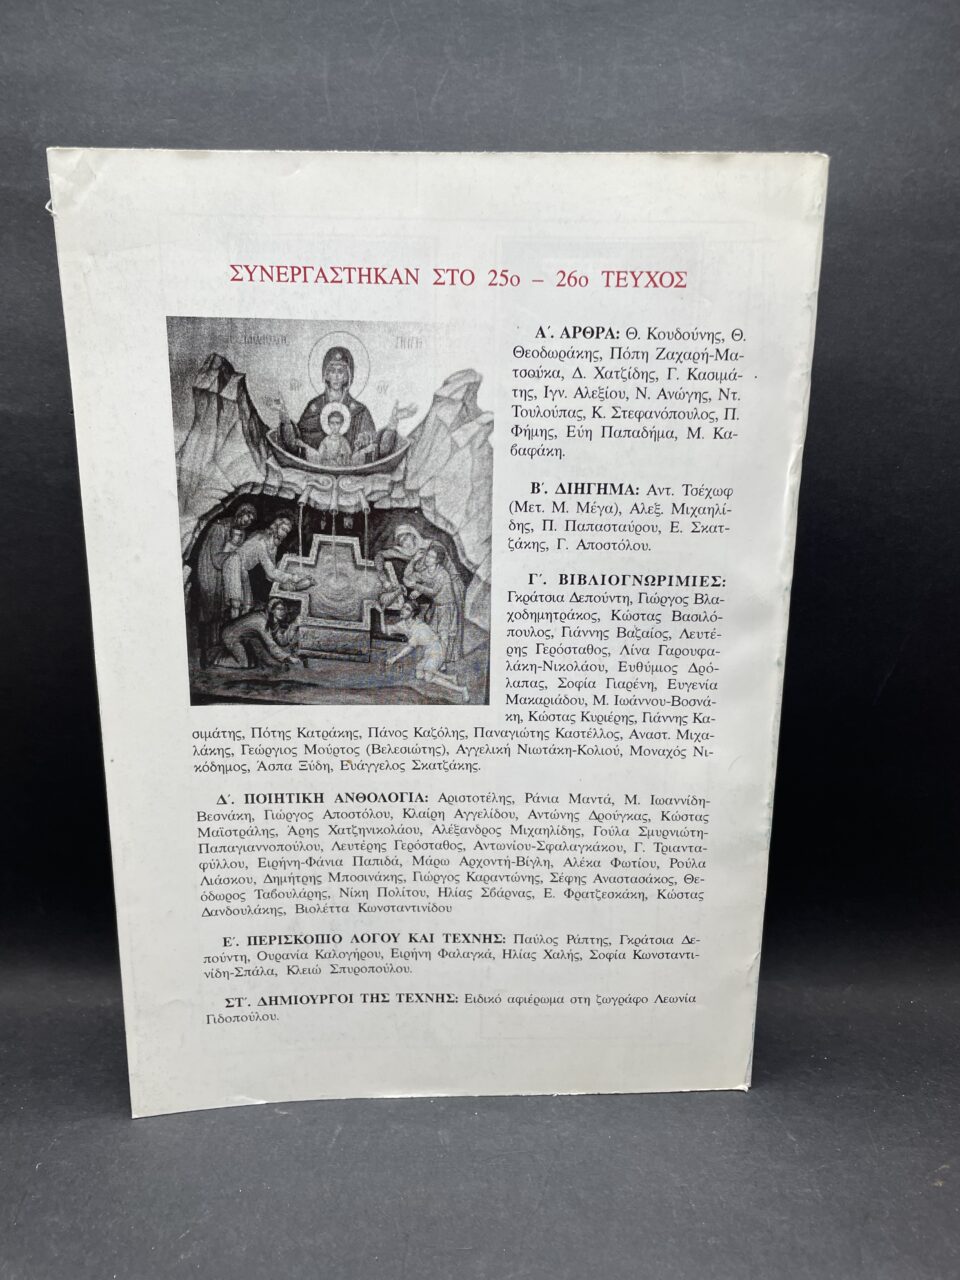 ΣΥΝΕΡΓΑΣΤΗΚΑΝ ΣΤΟ 25ο – 26ο ΤΕΥΧΟΣ
ΠΗΓΗ
Α΄. ΑΡΘΡΑ: Θ. Κουδούνης, Θ.
Θεοδωράκης, Πόπη Ζαχαρή-Μα-
τσούκα, Δ. Χατζίδης, Γ. Κασιμά-
της, Ιγν. Αλεξίου, Ν. Ανώγης, Ντ.
Τουλούπας, Κ. Στεφανόπουλος, Π.
Φήμης, Εύη Παπαδήμα, Μ. Κα-
βαφάκη.
Β΄. ΔΙΗΓΗΜΑ: Αντ. Τσέχωφ
(Μετ. Μ. Μέγα), Αλεξ. Μιχαηλί-
δης, Π. Παπασταύρου, Ε. Σκατ-
ζάκης, Γ. Αποστόλου.
Γ΄. ΒΙΒΛΙΟΓΝΩΡΙΜΙΕΣ:
Γκράτσια Δεπούντη, Γιώργος Βλα-
χοδημητράκος, Κώστας Βασιλό-
πουλος, Γιάννης Βαζαίος, Λευτέ-
ρης Γερόσταθος, Λίνα Γαρουφα-
λάκη-Νικολάου, Ευθύμιος Δρό-
λαπας, Σοφία Γιαρένη, Ευγενία
Μακαριάδου, Μ. Ιωάννου-Βοσνά-
κη, Κώστας Κυριέρης, Γιάννης Κα-
σιμάτης, Πότης Κατράκης, Πάνος Καζόλης, Παναγιώτης Καστέλλος, Αναστ. Μιχα-
λάκης, Γεώργιος Μούρτος (Βελεσιώτης), Αγγελική Νιωτάκη-Κολιού, Μοναχός Νι-
κόδημος, Άσπα Ξύδη, Ευάγγελος Σκατζάκης.
Δ΄. ΠΟΙΗΤΙΚΗ ΑΝΘΟΛΟΓΙΑ: Αριστοτέλης, Ράνια Μαντά, Μ. Ιωαννίδη-
Βεσνάκη, Γιώργος Αποστόλου, Κλαίρη Αγγελίδου, Αντώνης Δρούγκας, Κώστας
Μαϊστράλης, Άρης Χατζηνικολάου, Αλέξανδρος Μιχαηλίδης, Γούλα Σμυρνιώτη-
Παπαγιαννοπούλου, Λευτέρης Γερόσταθος, Αντωνίου-Σφαλαγκάκου, Γ. Τριαντα-
φύλλου, Ειρήνη-Φάνια Παπιδά, Μάρω Αρχοντή-Βίγλη, Αλέκα Φωτίου, Ρούλα
Λιάσκου, Δημήτρης Μποσινάκης, Γιώργος Καραντώνης, Σέφης Αναστασάκος, Θε-
όδωρος Ταβουλάρης, Νίκη Πολίτου, Ηλίας Σβάρνας, Ε. Φρατζεσκάκη, Κώστας
Δανδουλάκης, Βιολέττα Κωνσταντινίδου
Ε΄. ΠΕΡΙΣΚΟΠΙΟ ΛΟΓΟΥ ΚΑΙ ΤΕΧΝΗΣ: Παύλος Ράπτης, Γκράτσια Δε-
πούντη, Ουρανία Καλογήρου, Ειρήνη Φαλαγκά, Ηλίας Χαλής, Σοφία Κωνσταντι-
νίδη-Σπάλα, Κλειώ Σπυροπούλου.
ΣΤ΄. ΔΗΜΙΟΥΡΓΟΙ ΤΗΣ ΤΕΧΝΗΣ: Ειδικό αφιέρωμα στη ζωγράφο Λεωνία
Γιδοπούλου.